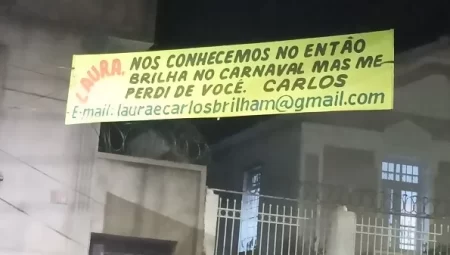 LAURA, NOS CONHECEMOS NO ENTÃO
BRILHA NO CARNAVAL MAS ME
PERDI DE VOCÊ. CARLOS
E-mail: lauraecarlosbrilham@gmail.com